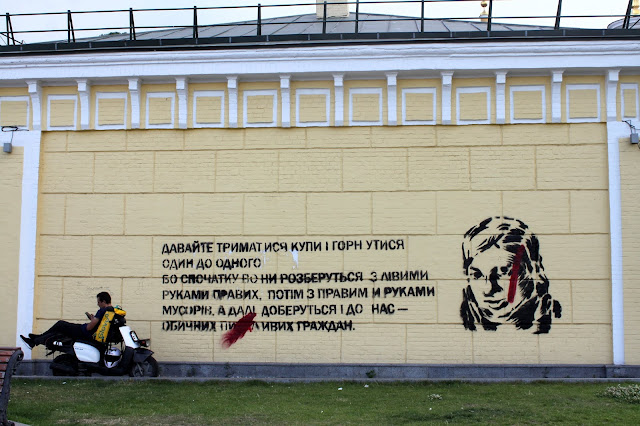 ДАВАЙТЕ ТРИМАТИСЯ КУПИ І ГОРНУТИСЯ
ОДИН ДО ОДНОГО
БО СПОЧАТКУ ВОНИ РОЗБЕРУТЬСЯ З ЛІВИМИ
РУКАМИ ПРАВИХ, ПОТІМ З ПРАВИМИ РУКАМИ
МУСОРІВ, А ДАЛІ ДОБЕРУТЬСЯ І ДО НАС —
ОБИЧНИХ ГРАЖДАН.